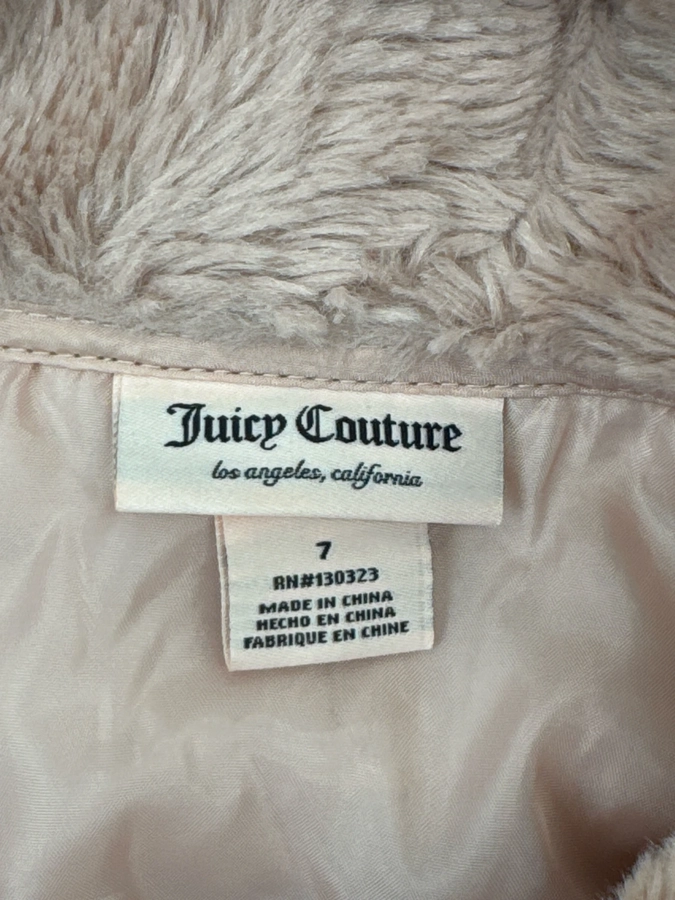 Juicy Couture
los angeles, california
7
RN#130323
MADE IN CHINA
HECHO EN CHINA
FABRIQUE EN CHINE